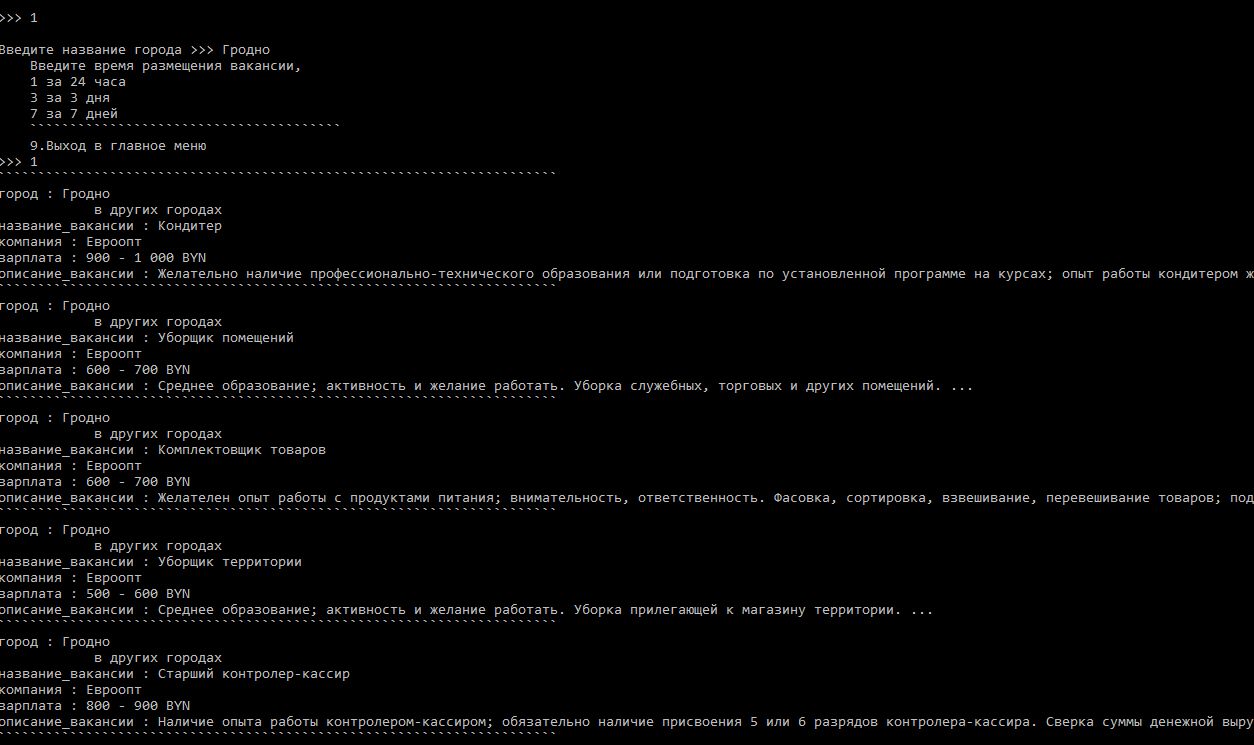 >>> 1
Введите название города >>> Гродно
Введите время размещения вакансии,
1 за 24 часа
3 за 3 дня
7 за 7 дней
```````````````````````````````````````
9.Выход в главное меню
>>> 1
``````````````````````````````````````````````````````````````````````
город : Гродно
в других городах
название_вакансии : Кондитер
компания : Евроопт
зарплата : 900 - 1 000 BYN
описание_вакансии : Желательно наличие профессионально-технического образования или подготовка по установленной программе на курсах; опыт работы кондитером ж
``````````````````````````````````````````````````````````````````````
город : Гродно
в других городах
название_вакансии : Уборщик помещений
компания : Евроопт
зарплата : 600 - 700 BYN
описание_вакансии : Среднее образование; активность и желание работать. Уборка служебных, торговых и других помещений. ...
``````````````````````````````````````````````````````````````````````
город : Гродно
в других городах
название_вакансии : Комплектовщик товаров
компания : Евроопт
зарплата : 600 - 700 BYN
описание_вакансии : Желателен опыт работы с продуктами питания; внимательность, ответственность. Фасовка, сортировка, взвешивание, перевешивание товаров; под
``````````````````````````````````````````````````````````````````````
город : Гродно
в других городах
название_вакансии : Уборщик территории
компания : Евроопт
зарплата : 500 - 600 BYN
описание_вакансии : Среднее образование; активность и желание работать. Уборка прилегающей к магазину территории. ...
``````````````````````````````````````````````````````````````````````
город : Гродно
в других городах
название_вакансии : Старший контролер-кассир
компания : Евроопт
зарплата : 800 - 900 BYN
описание_вакансии : Наличие опыта работы контролером-кассиром; обязательно наличие присвоения 5 или 6 разрядов контролера-кассира. Сверка суммы денежной выру
``````````````````````````````````````````````````````````````````````